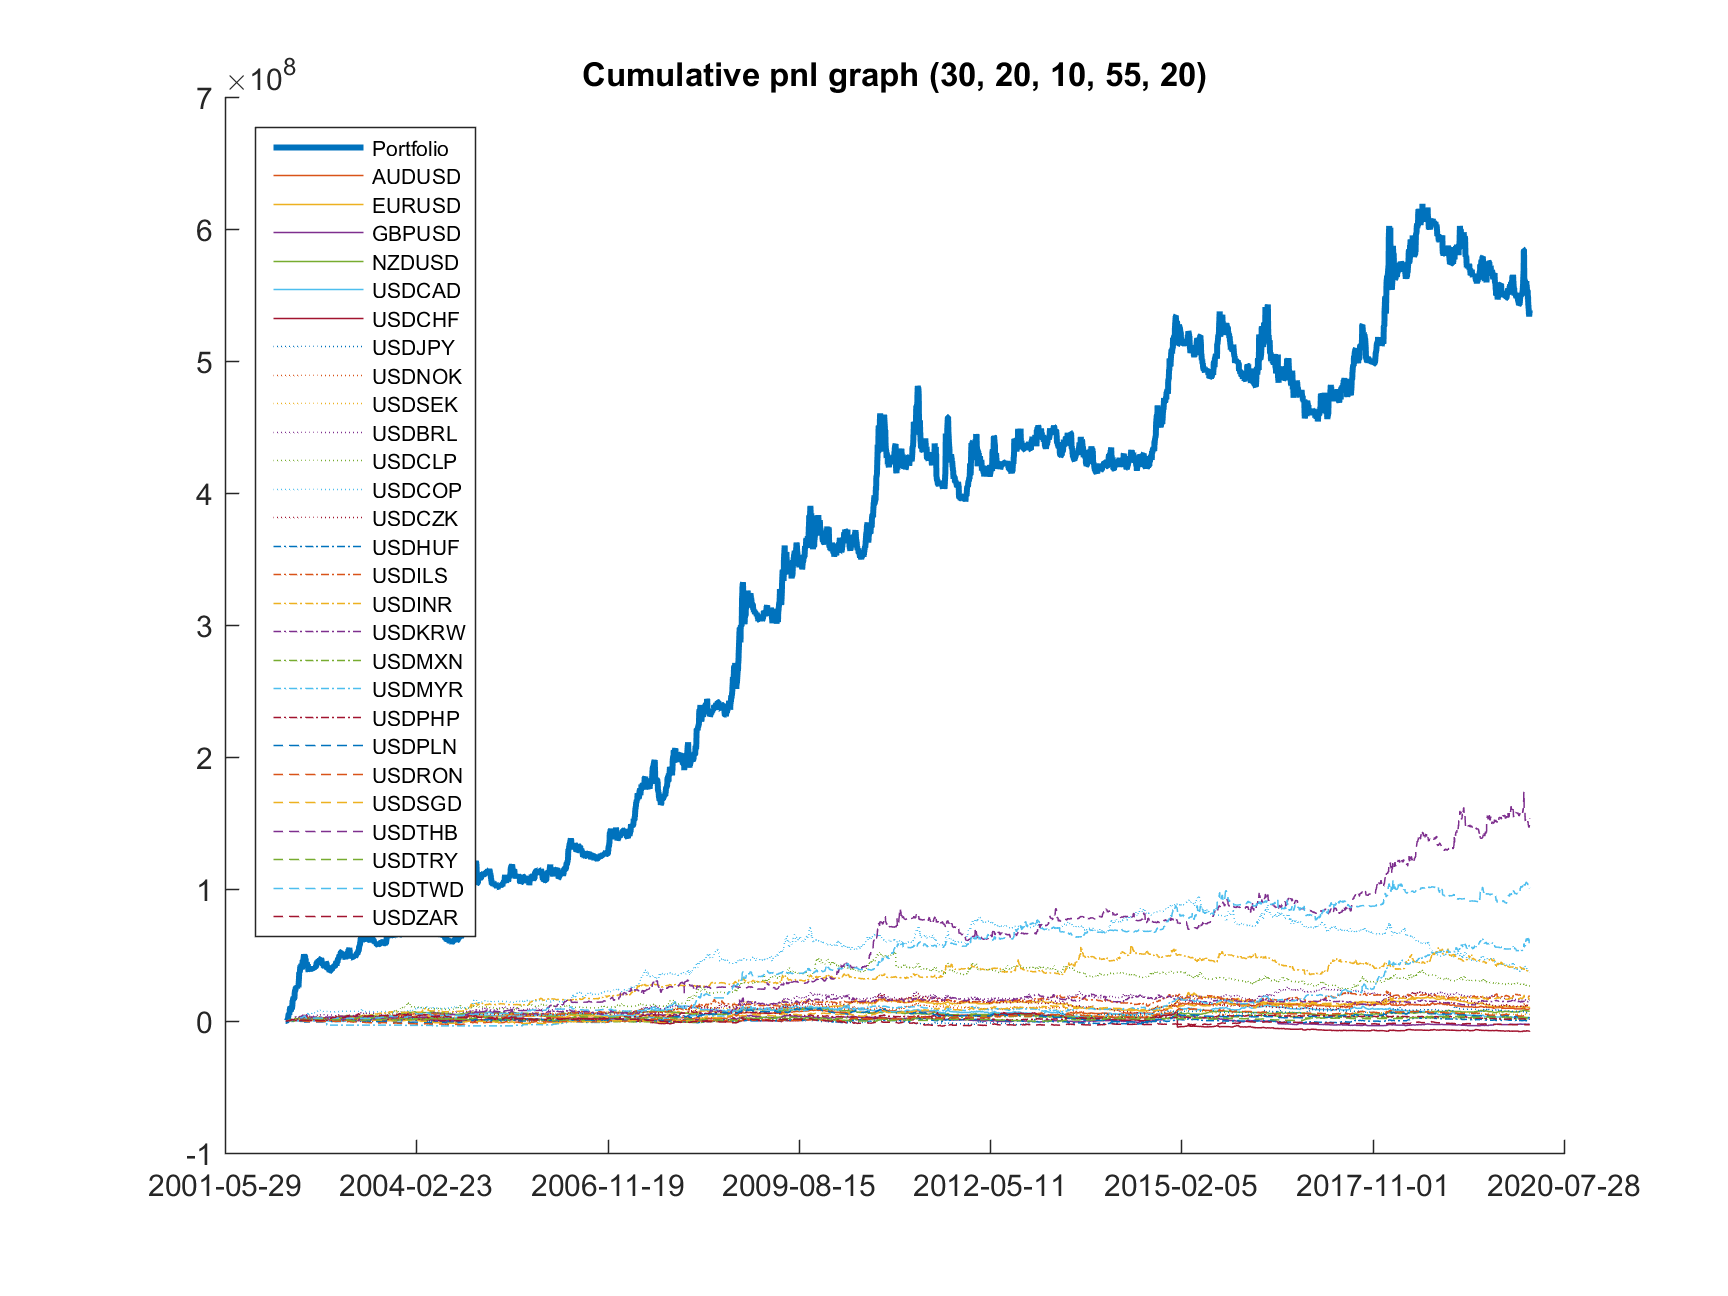 ×10^8
Cumulative pnl graph (30, 20, 10, 55, 20)
7
6
5
4
3
2
1
0
-1
Portfolio
AUDUSD
EURUSD
GBPUSD
NZDUSD
USDCAD
USDCHF
USDJPY
USDNOK
USDSEK
USDBRL
USDCLP
USDCOP
USDCZK
USDHUF
USDILS
USDINR
USDKRW
USDMXN
USDMYR
USDPHP
USDPLN
USDRON
USDSGD
USDTHB
USDTRY
USDTWD
USDZAR
2001-05-29 2004-02-23 2006-11-19 2009-08-15 2012-05-11 2015-02-05 2017-11-01 2020-07-28